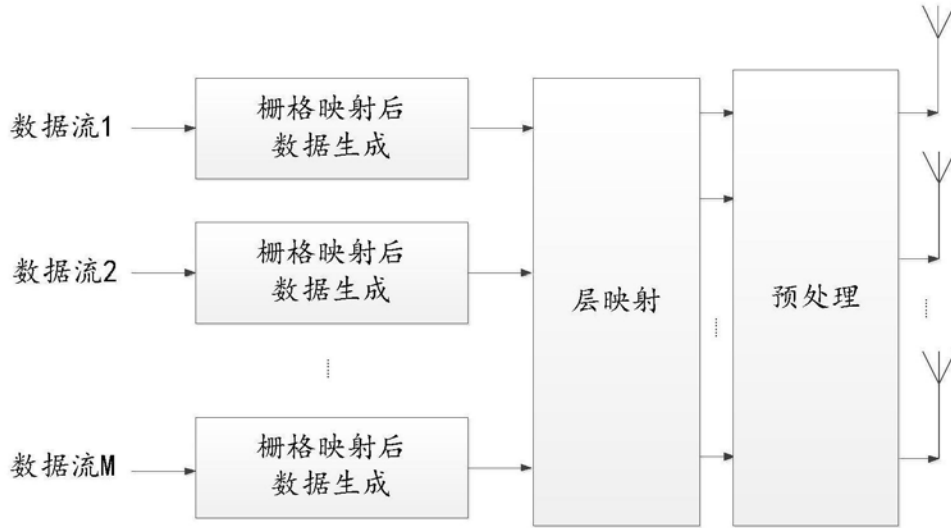 数据流1
栅格映射后
数据生成
数据流2
栅格映射后
数据生成
层映射
预处理
数据流M
栅格映射后
数据生成